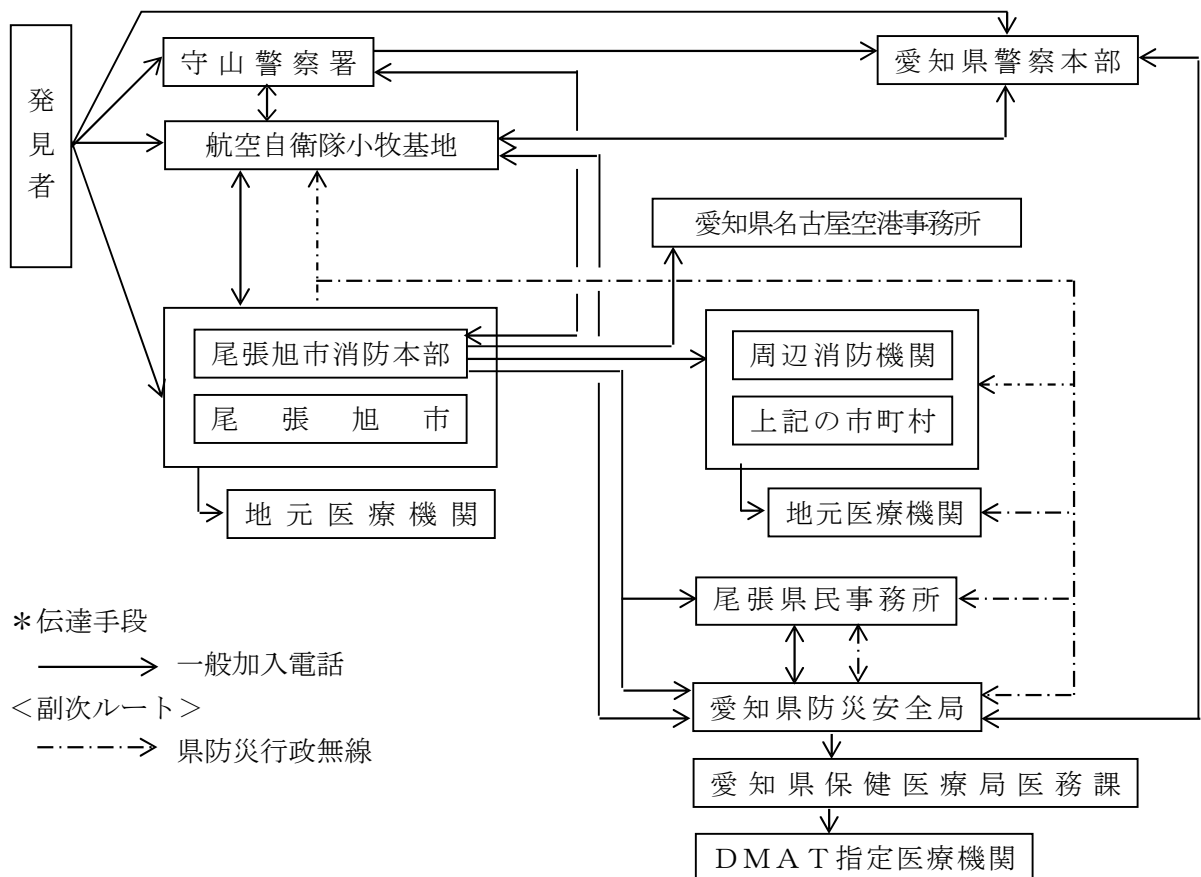 発見者
守山警察署
愛知県警察本部
航空自衛隊小牧基地
愛知県名古屋空港事務所
尾張旭市消防本部
尾張旭市
周辺消防機関
上記の市町村
地元医療機関
地元医療機関
尾張県民事務所
愛知県防災安全局
愛知県保健医療局医務課
DMAT指定医療機関
＊伝達手段
一般加入電話
＜副次ルート＞
県防災行政無線